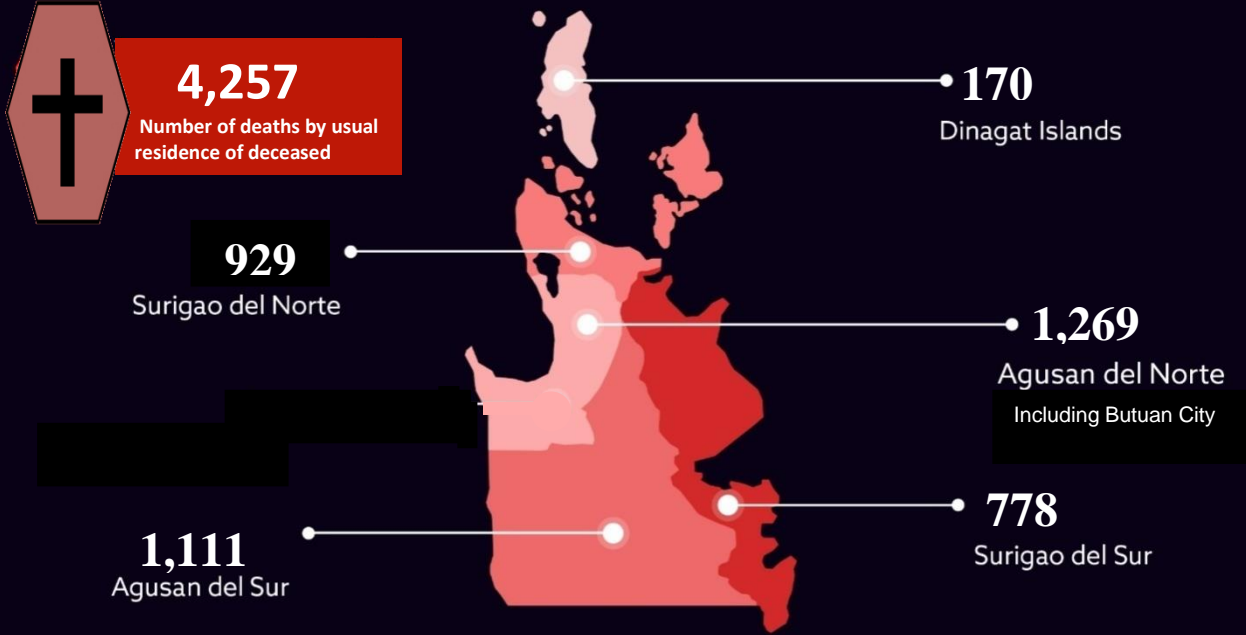 4,257
Number of deaths by usual
residence of deceased
170
Dinagat Islands
929
Surigao del Norte
1,269
Agusan del Norte
Including Butuan City
778
Surigao del Sur
1,111
Agusan del Sur